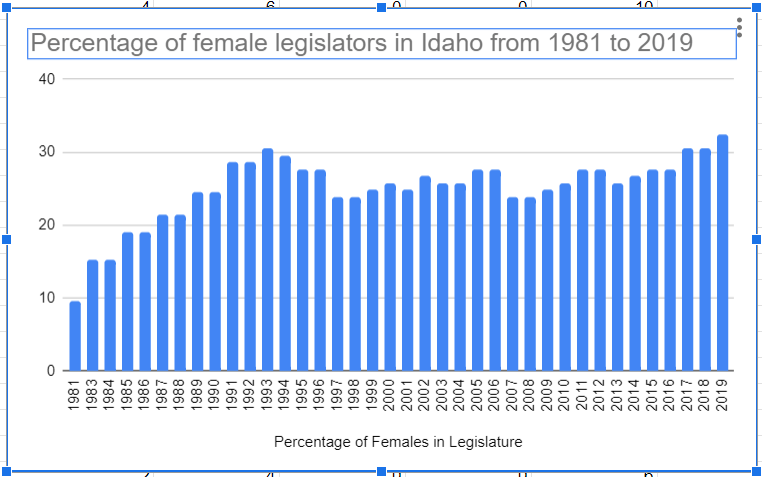 Percentage of female legislators in Idaho from 1981 to 2019
40
30
20
10
0
1981 1983 1984 1985 1986 1987 1988 1989 1990 1991 1992 1993 1994 1995 1996 1997 1998 1999 2000 2001 2002 2003 2004 2005 2006 2007 2008 2009 2010 2011 2012 2013 2014 2015 2016 2017 2018 2019
Percentage of Females in Legislature